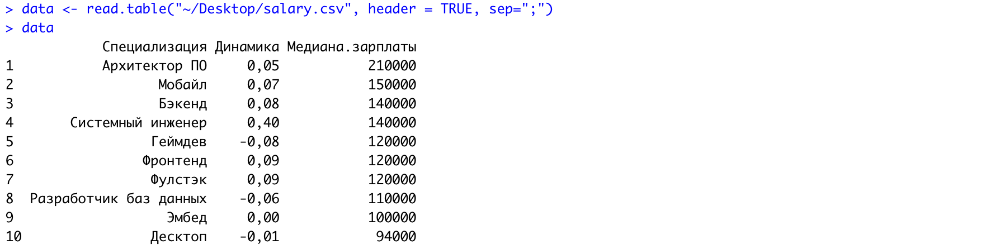 > data <- read.table("~/Desktop/salary.csv", header = TRUE, sep=";")
> data
Специализация Динамика Медиана.зарплаты
1 Архитектор ПО 0,05 210000
2 Мобайл 0,07 150000
3 Бэкенд 0,08 140000
4 Системный инженер 0,40 140000
5 Геймдев -0,08 120000
6 Фронтенд 0,09 120000
7 Фулстэк 0,09 120000
8 Разработчик баз данных -0,06 110000
9 Эмбед 0,00 100000
10 Десктоп -0,01 94000